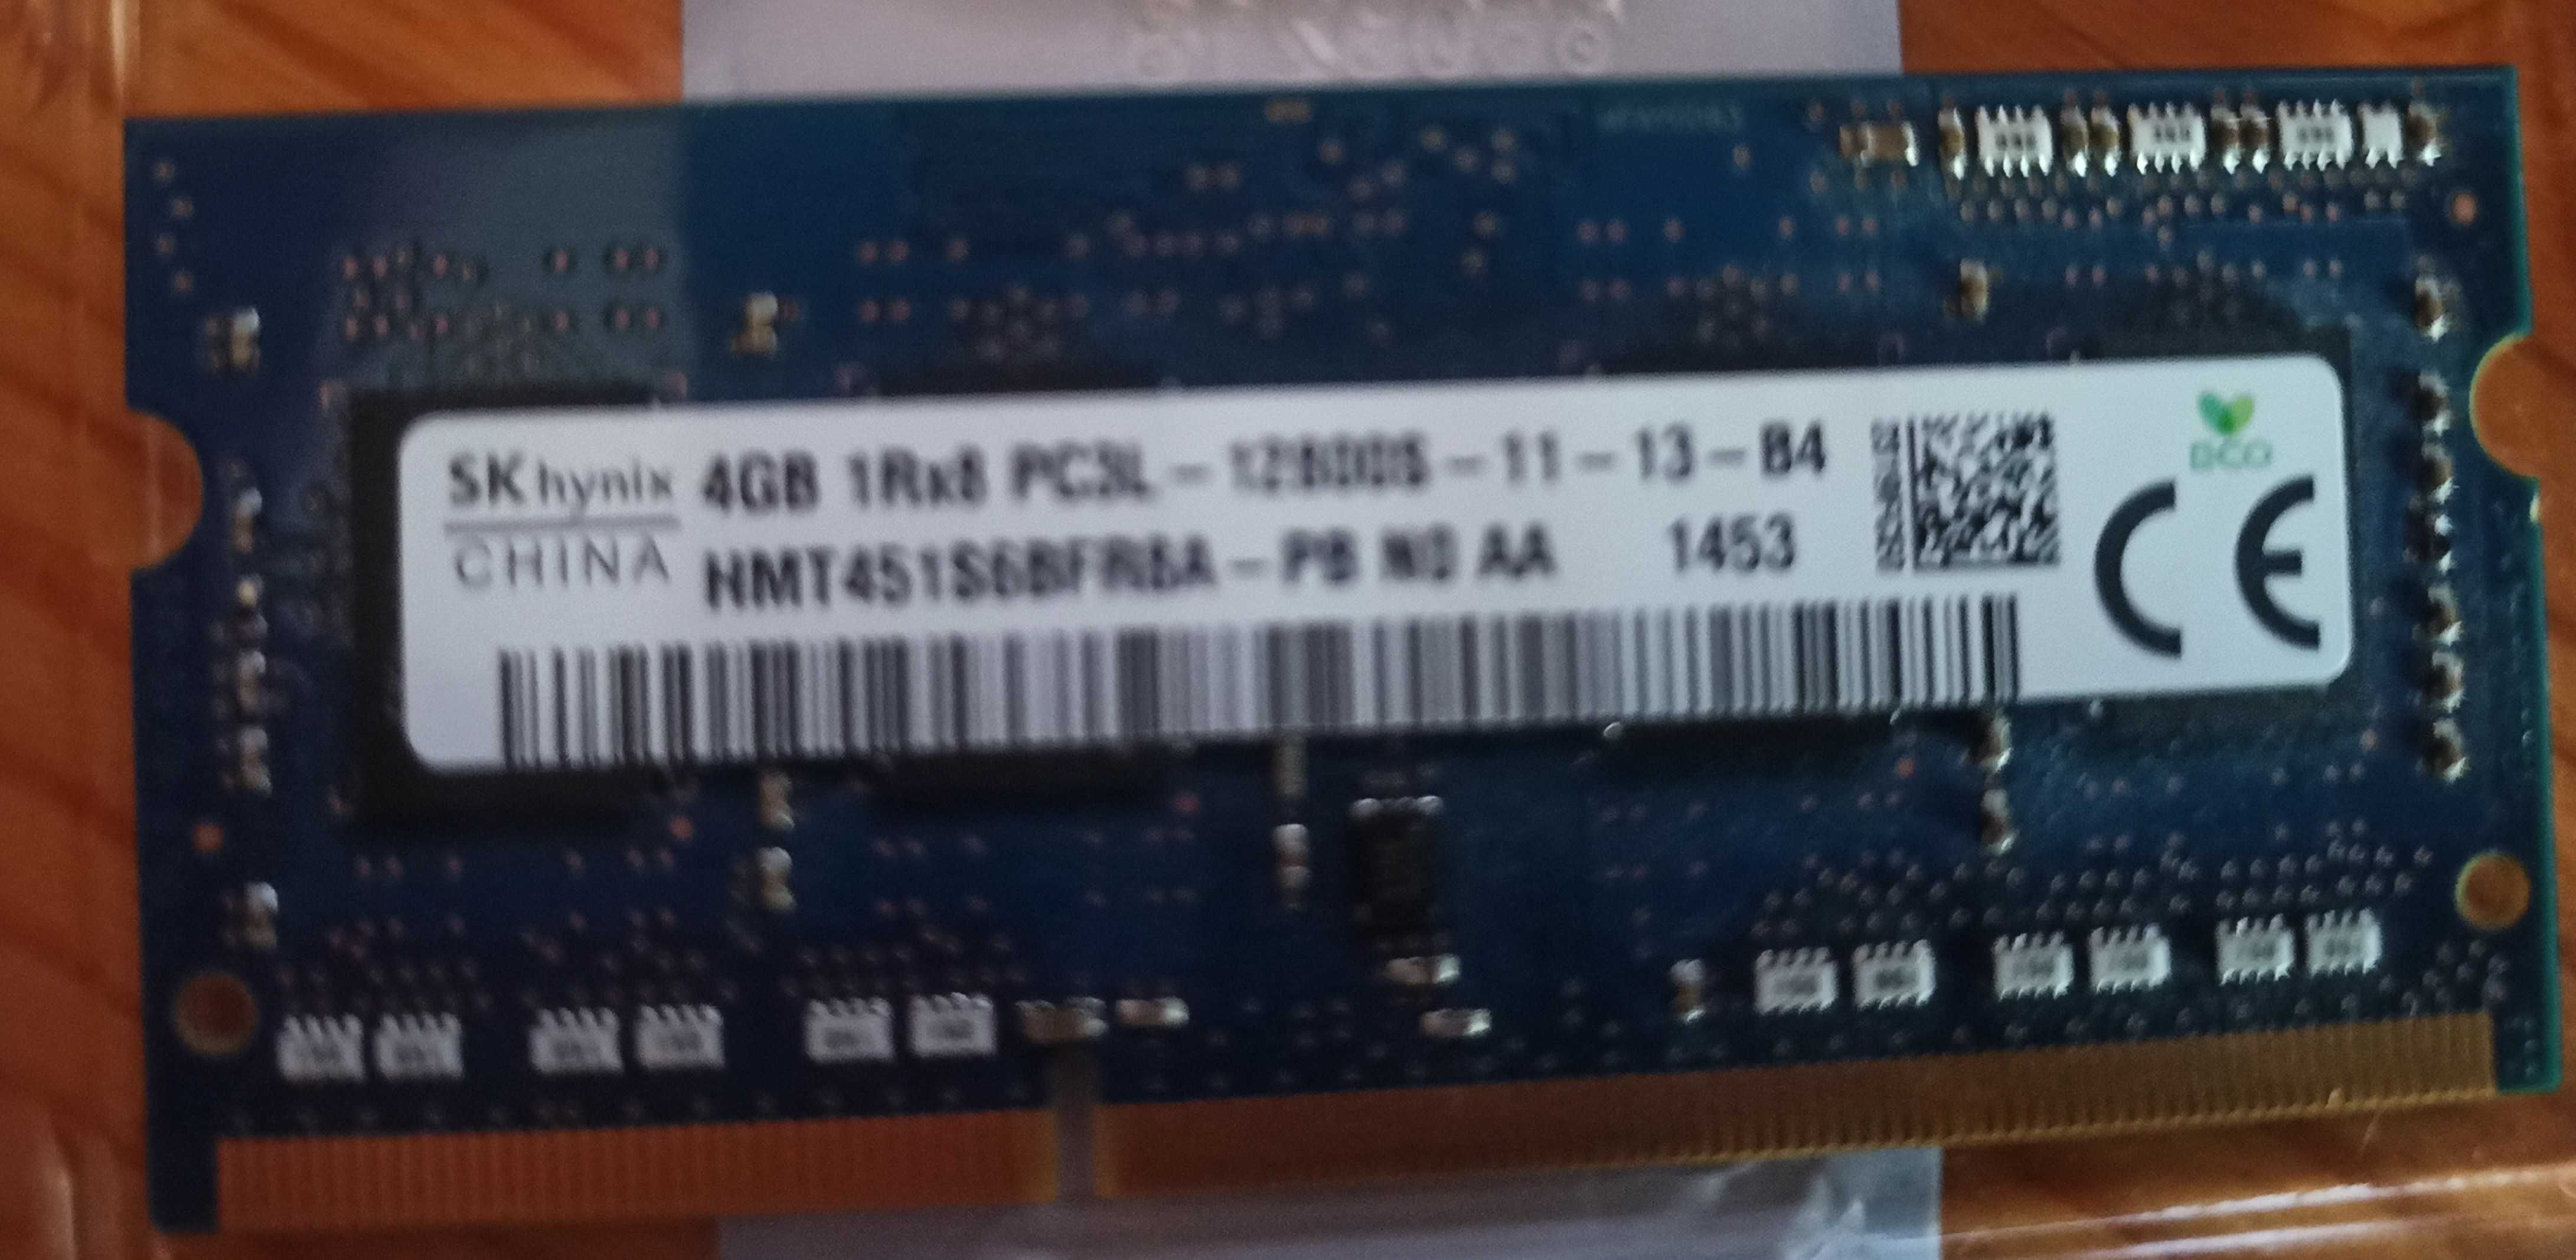 SK hynix
CHINA
4GB 1Rx8 PC3L-12800S-11-13-B4
HMT451S6BFR8A-PB N0 AA 1453
ECO
CE